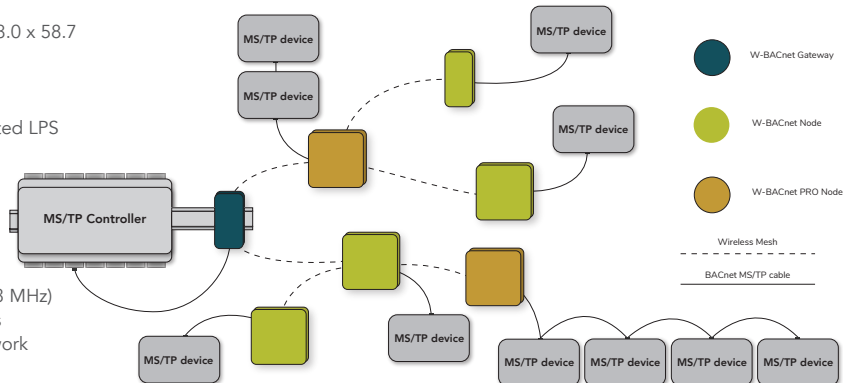 3.0 x 58.7
ed LPS
MHz)
work
MS/TP Controller
MS/TP device
MS/TP device
MS/TP device
MS/TP device
MS/TP device
MS/TP device
MS/TP device
MS/TP device
MS/TP device
MS/TP device
W-BACnet Gateway
W-BACnet Node
W-BACnet PRO Node
Wireless Mesh
BACnet MS/TP cable